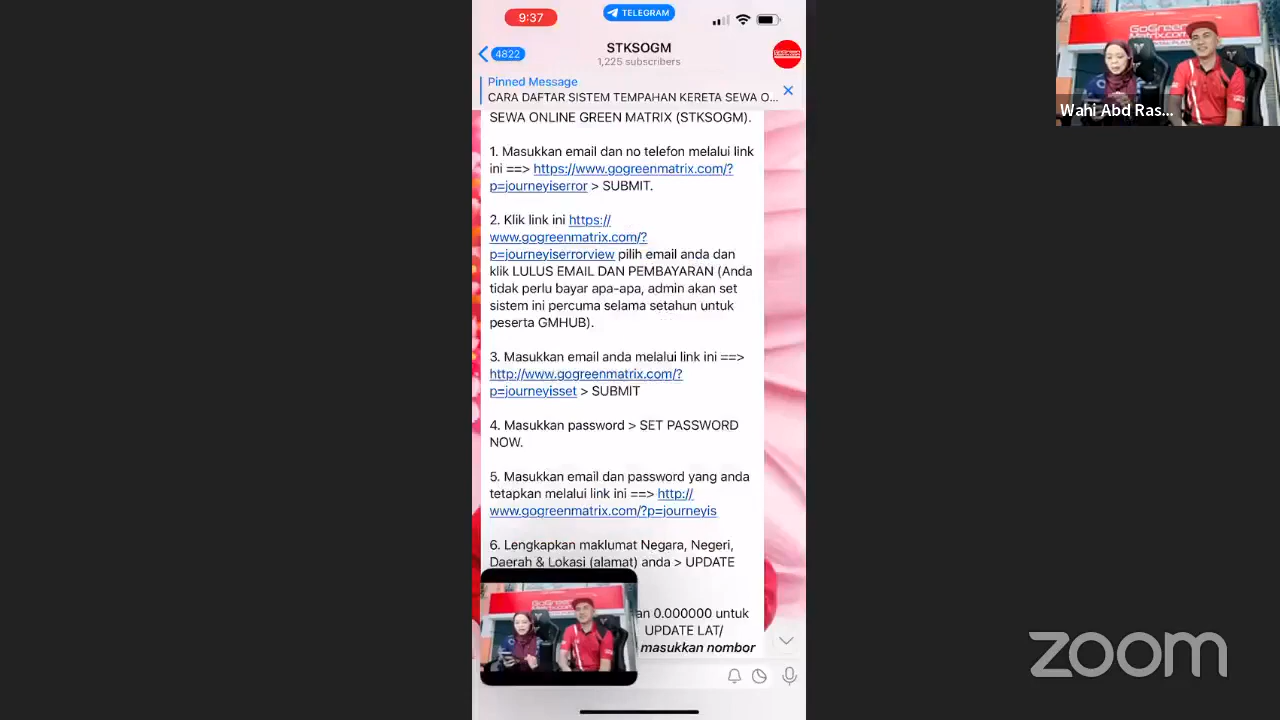 9:37
TELEGRAM
4822
STKSOGM
1,225 subscribers
Pinned Message
CARA DAFTAR SISTEM TEMPAHAN KERETA SEWA O...
SEWA ONLINE GREEN MATRIX (STKSOGM).
1. Masukkan email dan no telefon melalui link
ini ==> https://www.gogreenmatrix.com/?
p=journeyiserror > SUBMIT.
2. Klik link ini https://
www.gogreenmatrix.com/?
p=journeyiserrorview pilih email anda dan
klik LULUS EMAIL DAN PEMBAYARAN (Anda
tidak perlu bayar apa-apa, admin akan set
sistem ini percuma selama setahun untuk
peserta GMHUB).
3. Masukkan email anda melalui link ini ==>
http://www.gogreenmatrix.com/?
p=journeyisset > SUBMIT
4. Masukkan password > SET PASSWORD
NOW.
5. Masukkan email dan password yang anda
tetapkan melalui link ini ==> http://
www.gogreenmatrix.com/?p=journeyis
6. Lengkapkan maklumat Negara, Negeri,
Daerah & Lokasi (alamat) anda > UPDATE
an 0.000000 untuk
UPDATE LAT/
masukkan nombor
GoGreen
Matrix.com
Wahi Abd Ras...
zoom